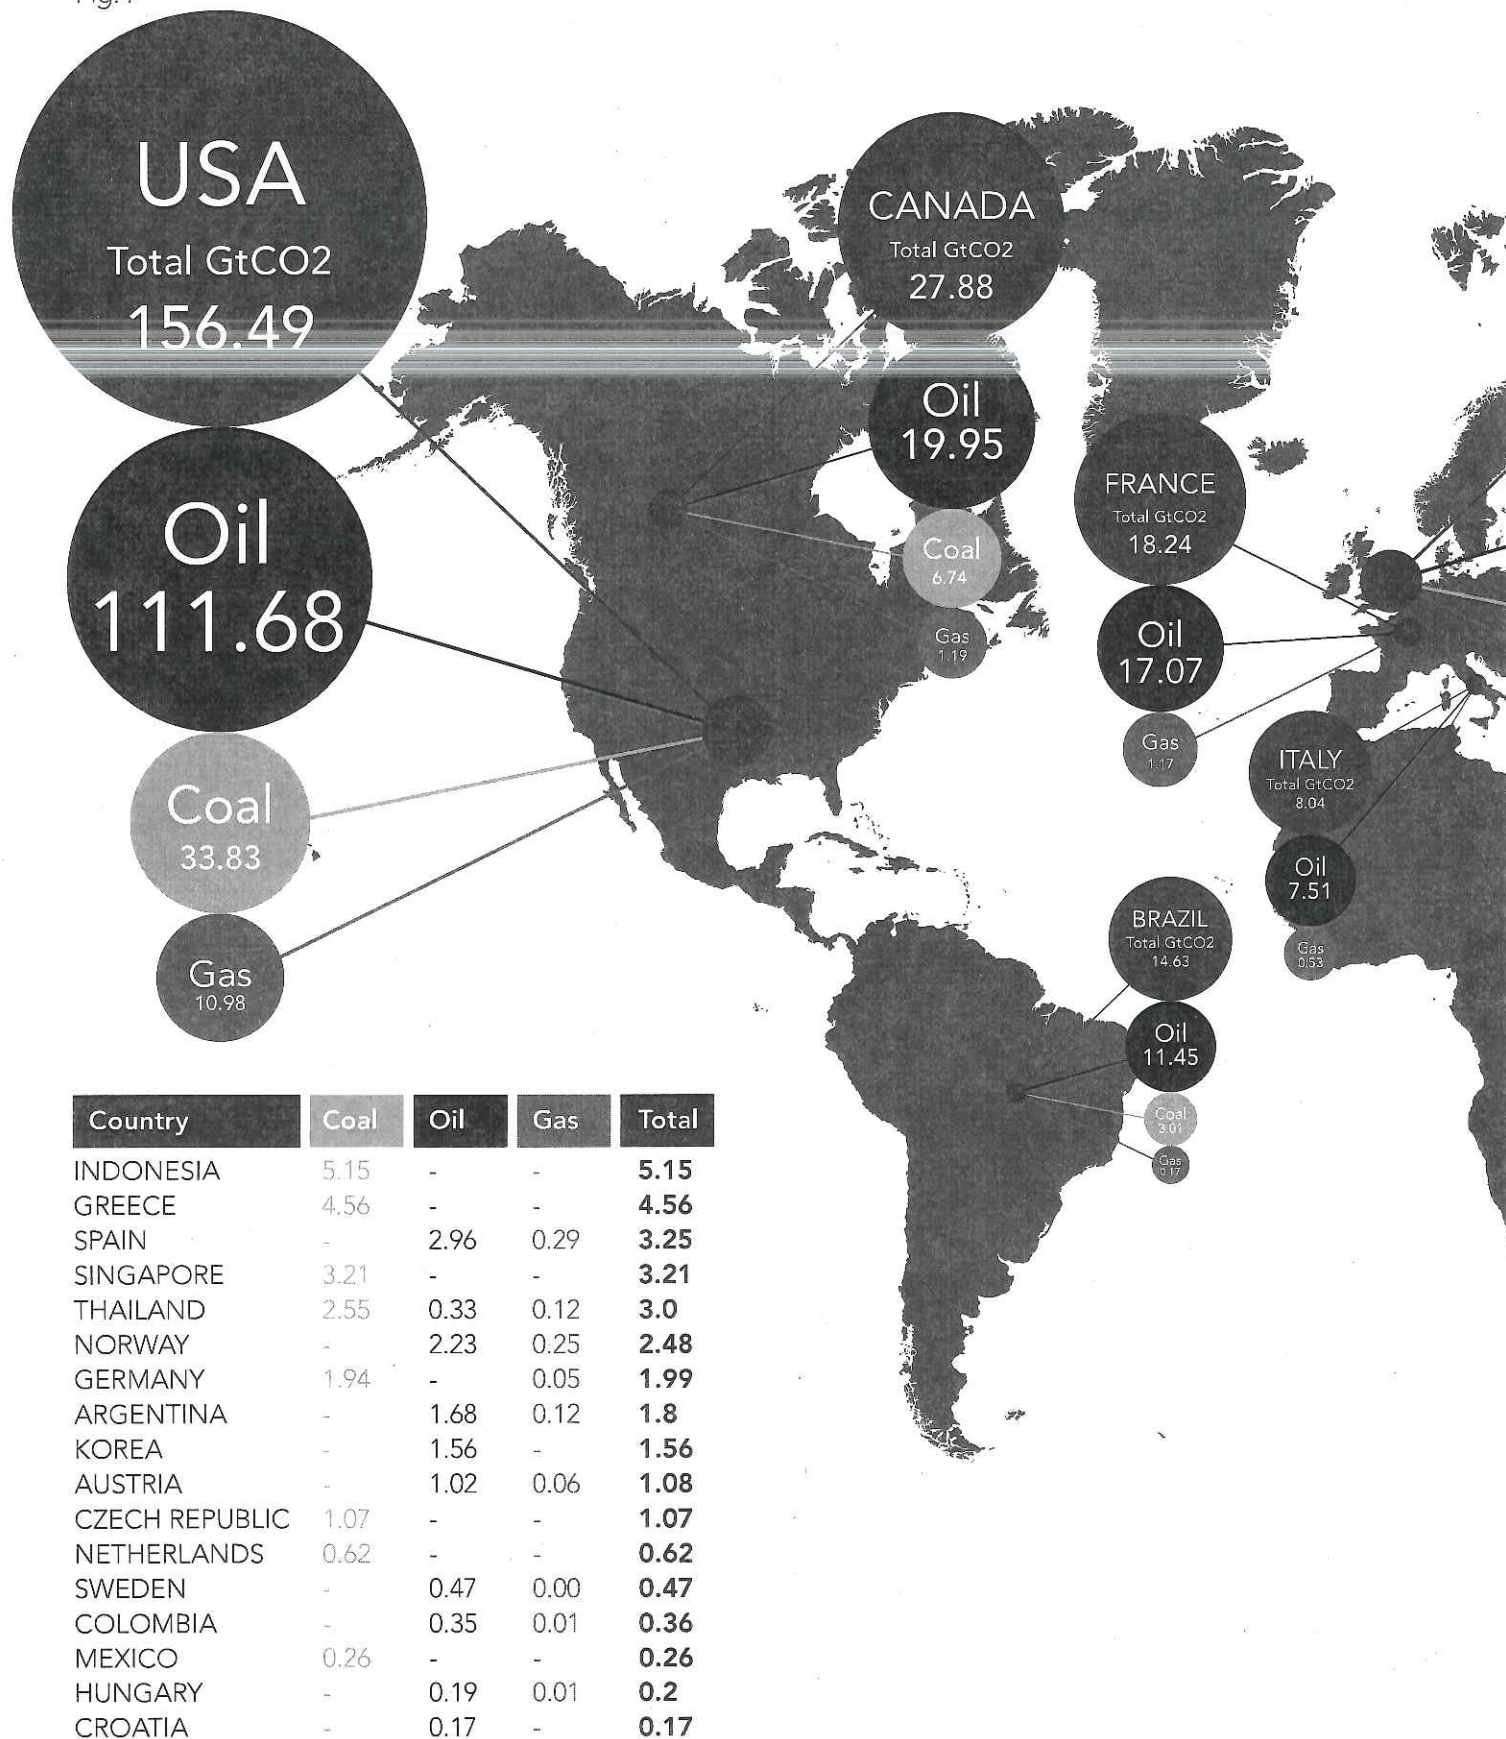 USA
Total GtCO2
156.49
Oil
111.68
Coal
33.83
Gas
10.98
CANADA
Total GtCO2
27.88
Oil
19.95
Coal
6.74
Gas
1.19
FRANCE
Total GtCO2
18.24
Oil
17.07
Gas
1.17
ITALY
Total GtCO2
8.04
Oil
7.51
Gas
0.53
BRAZIL
Total GtCO2
14.63
Oil
11.45
Coal
3.01
Gas
0.17
Country Coal Oil Gas Total
INDONESIA 5.15 - - 5.15
GREECE 4.56 - - 4.56
SPAIN - 2.96 0.29 3.25
SINGAPORE 3.21 - - 3.21
THAILAND 2.55 0.33 0.12 3.0
NORWAY - 2.23 0.25 2.48
GERMANY 1.94 - 0.05 1.99
ARGENTINA - 1.68 0.12 1.8
KOREA - 1.56 - 1.56
AUSTRIA - 1.02 0.06 1.08
CZECH REPUBLIC 1.07 - - 1.07
NETHERLANDS 0.62 - - 0.62
SWEDEN - 0.47 0.00 0.47
COLOMBIA - 0.35 0.01 0.36
MEXICO 0.26 - - 0.26
HUNGARY - 0.19 0.01 0.2
CROATIA - 0.17 - 0.17